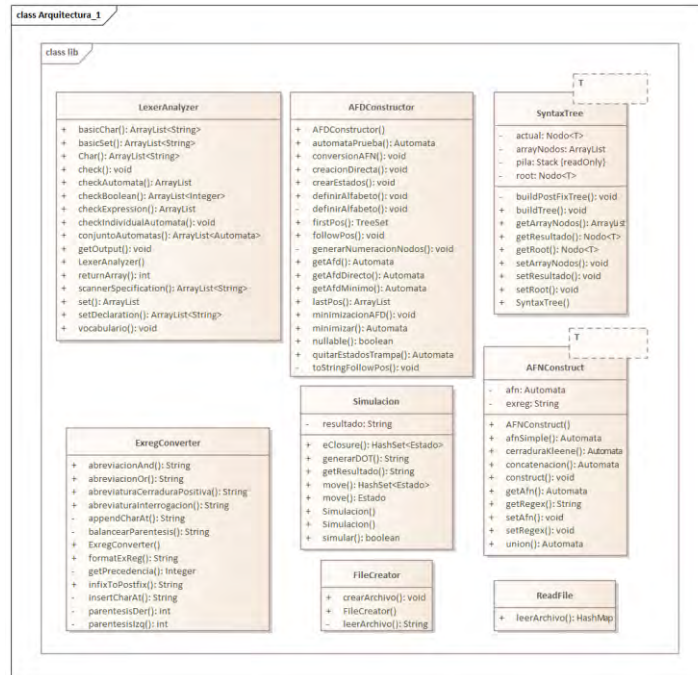 class Arquitectura_1
class lib
LexerAnalyzer
+ basicChar(): ArrayList<String>
+ basicSet(): ArrayList<String>
+ Char(): ArrayList<String>
+ check(): void
+ checkAutomata(): ArrayList
+ checkBoolean(): ArrayList<Integer>
+ checkExpression(): ArrayList
+ checkIndividualAutomata(): void
+ conjuntoAutomatas(): ArrayList<Automata>
+ getOutput(): void
+ LexerAnalyzer()
+ returnArray(): int
+ scannerSpecification(): ArrayList<String>
+ set(): ArrayList
+ setDeclaration(): ArrayList<String>
+ vocabulario(): void
AFDConstructor
+ AFDConstructor()
+ automataPrueba(): Automata
+ conversionAFN(): void
+ creacionDirecta(): void
+ crearEstados(): void
+ definirAlfabeto(): void
- definirAlfabeto(): void
+ firstPos(): TreeSet
+ followPos(): void
- generarNumeracionNodos(): void
+ getAfd(): Automata
+ getAfdDirecto(): Automata
+ getAfdMinimo(): Automata
+ lastPos(): ArrayList
+ minimizacionAFD(): void
+ minimizar(): Automata
+ nullable(): boolean
+ quitarEstadosTrampa(): Automata
- toStringFollowPos(): void
T
SyntaxTree
- actual: Nodo<T>
- arrayNodos: ArrayList
- pila: Stack {readOnly}
- root: Nodo<T>
- buildPostFixTree(): void
+ buildTree(): void
+ getArrayNodos(): ArrayList
+ getResultado(): Nodo<T>
+ getRoot(): Nodo<T>
+ setArrayNodos(): void
+ setResultado(): void
+ setRoot(): void
+ SyntaxTree()
T
AFNConstruct
- afn: Automata
- exreg: String
+ AFNConstruct()
+ afnSimple(): Automata
+ cerraduraKleene(): Automata
+ concatenacion(): Automata
+ construct(): void
+ getAfn(): Automata
+ getRegex(): String
+ setAfn(): void
+ setRegex(): void
+ union(): Automata
Simulacion
- resultado: String
+ eClosure(): HashSet<Estado>
+ generarDOT(): String
+ getResultado(): String
+ move(): HashSet<Estado>
+ move(): Estado
+ Simulacion()
+ Simulacion()
+ simular(): boolean
ExregConverter
+ abreviacionAnd(): String
+ abreviacionOr(): String
+ abreviaturaCerraduraPositiva(): String
+ abreviaturaInterrogacion(): String
- appendCharAt(): String
- balancearParentesis(): String
+ ExregConverter()
+ formatExReg(): String
- getPrecedencia(): Integer
+ infixToPostfix(): String
- insertCharAt(): String
- parentesisDer(): int
- parentesisIzq(): int
FileCreator
+ crearArchivo(): void
+ FileCreator()
- leerArchivo(): String
ReadFile
+ leerArchivo(): HashMap